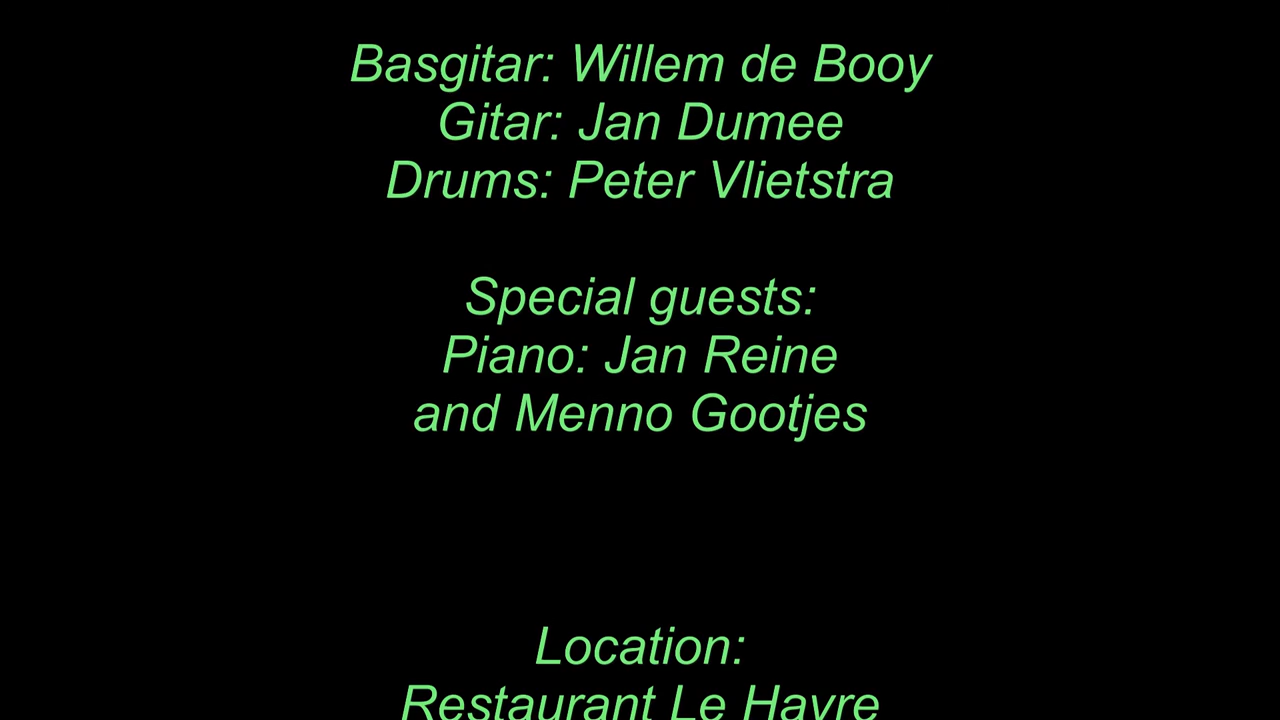 Basgitar: Willem de Booy
Gitar: Jan Dumee
Drums: Peter Vlietstra
Special guests:
Piano: Jan Reine
and Menno Gootjes
Location:
Restaurant Le Havre